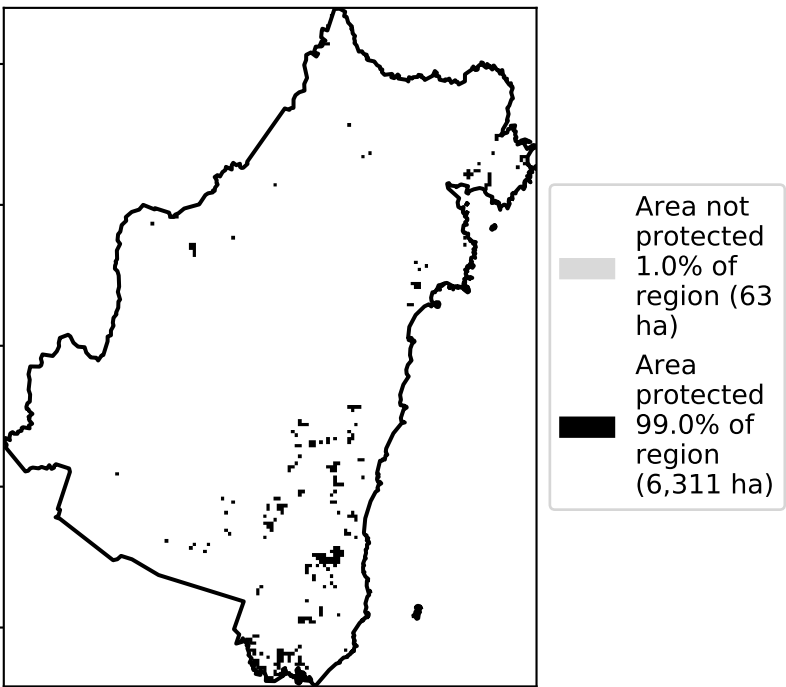 Area not
protected
1.0% of
region (63
ha)
Area
protected
99.0% of
region
(6,311 ha)